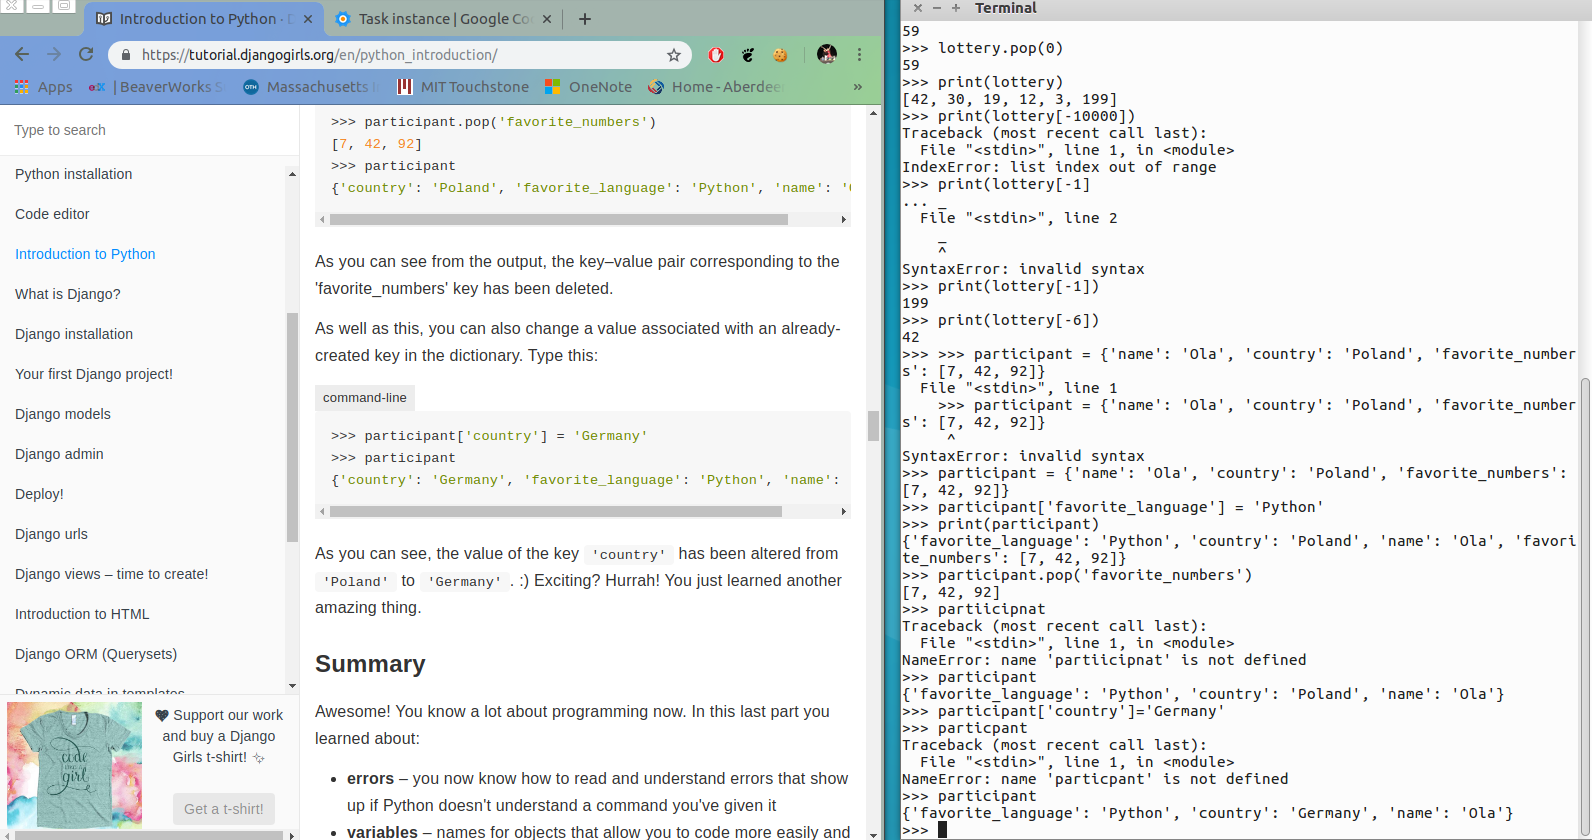 Introduction to Python · D
Task instance | Google Co
https://tutorial.djangogirls.org/en/python_introduction/
Apps
| BeaverWorks S
Massachusetts
MIT Touchstone
OneNote
Home - Aberdee
»
Type to search
Python installation
Code editor
Introduction to Python
What is Django?
Django installation
Your first Django project!
Django models
Django admin
Deploy!
Django urls
Django views – time to create!
Introduction to HTML
Django ORM (Querysets)
Dynamic data in templates
code
girl
Support our work
and buy a Django
Girls t-shirt!
Get a t-shirt!
>>> participant.pop('favorite_numbers')
[7, 42, 92]
>>> participant
{'country': 'Poland', 'favorite_language': 'Python', 'name': '
As you can see from the output, the key–value pair corresponding to the
'favorite_numbers' key has been deleted.
As well as this, you can also change a value associated with an already-
created key in the dictionary. Type this:
command-line
>>> participant['country'] = 'Germany'
>>> participant
{'country': 'Germany', 'favorite_language': 'Python', 'name':
As you can see, the value of the key 'country' has been altered from
'Poland' to 'Germany' . :) Exciting? Hurrah! You just learned another
amazing thing.
Summary
Awesome! You know a lot about programming now. In this last part you
learned about:
• errors – you now know how to read and understand errors that show
up if Python doesn't understand a command you've given it
• variables – names for objects that allow you to code more easily and
Terminal
59
>>> lottery.pop(0)
59
>>> print(lottery)
[42, 30, 19, 12, 3, 199]
>>> print(lottery[-10000])
Traceback (most recent call last):
  File "<stdin>", line 1, in <module>
IndexError: list index out of range
>>> print(lottery[-1]
... _
  File "<stdin>", line 2
    _
    ^
SyntaxError: invalid syntax
>>> print(lottery[-1])
199
>>> print(lottery[-6])
42
>>> >>> participant = {'name': 'Ola', 'country': 'Poland', 'favorite_number
s': [7, 42, 92]}
  File "<stdin>", line 1
    >>> participant = {'name': 'Ola', 'country': 'Poland', 'favorite_number
s': [7, 42, 92]}
     ^
SyntaxError: invalid syntax
>>> participant = {'name': 'Ola', 'country': 'Poland', 'favorite_numbers':
[7, 42, 92]}
>>> participant['favorite_language'] = 'Python'
>>> print(participant)
{'favorite_language': 'Python', 'country': 'Poland', 'name': 'Ola', 'favori
te_numbers': [7, 42, 92]}
>>> participant.pop('favorite_numbers')
[7, 42, 92]
>>> partiicipnat
Traceback (most recent call last):
  File "<stdin>", line 1, in <module>
NameError: name 'partiicipnat' is not defined
>>> participant
{'favorite_language': 'Python', 'country': 'Poland', 'name': 'Ola'}
>>> participant['country']='Germany'
>>> particpant
Traceback (most recent call last):
  File "<stdin>", line 1, in <module>
NameError: name 'particpant' is not defined
>>> participant
{'favorite_language': 'Python', 'country': 'Germany', 'name': 'Ola'}
>>>